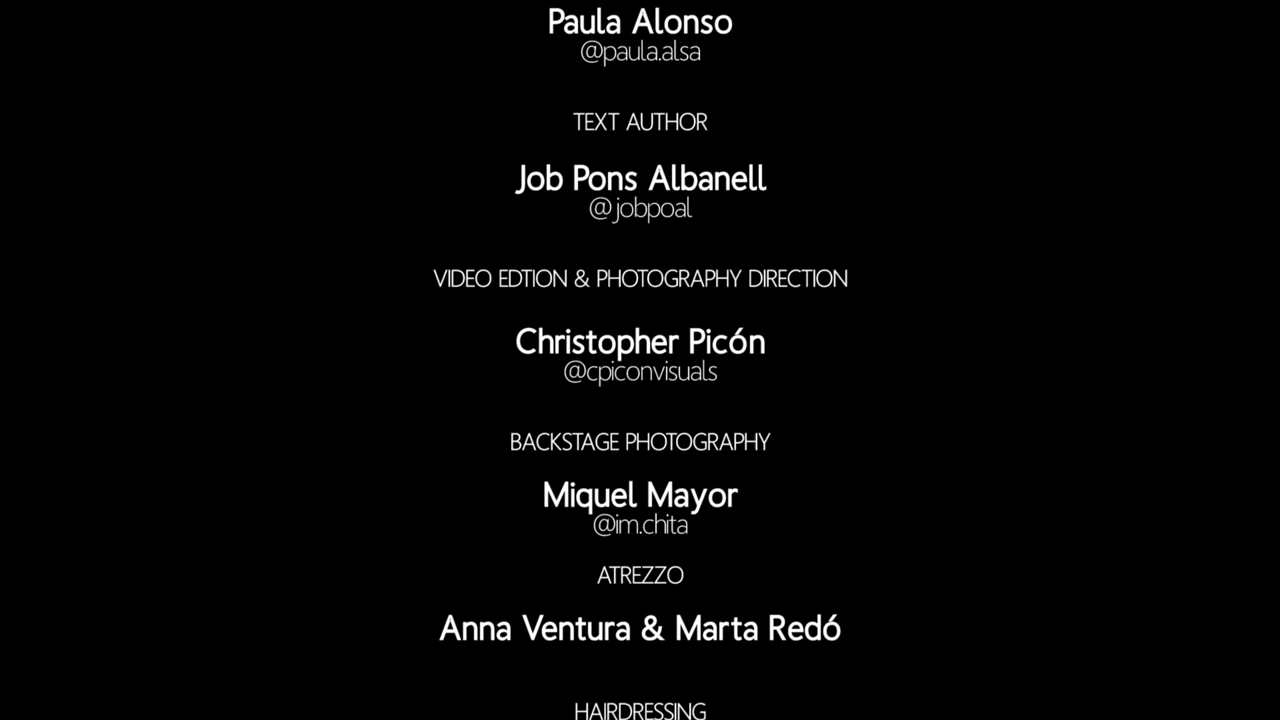 Paula Alonso
@paula.alsa
TEXT AUTHOR
Job Pons Albanell
@jobpoal
VIDEO EDTION & PHOTOGRAPHY DIRECTION
Christopher Picón
@cpiconvisuals
BACKSTAGE PHOTOGRAPHY
Miquel Mayor
@im.chita
ATREZZO
Anna Ventura & Marta Redó
HAIRDRESSING